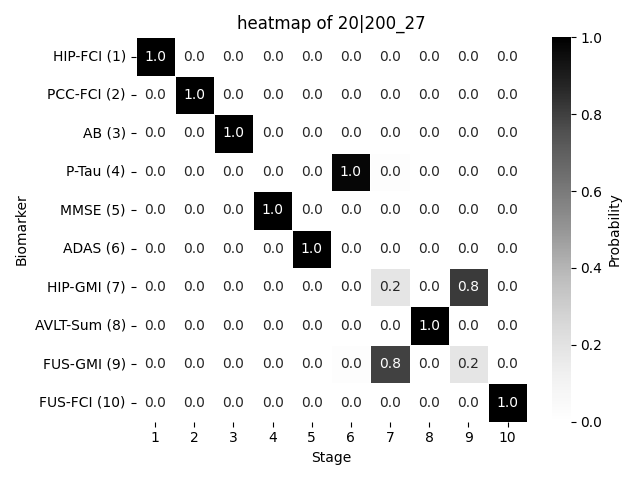 heatmap of 20|200_27
HIP-FCI (1) 1.0 0.0 0.0 0.0 0.0 0.0 0.0 0.0 0.0 0.0
PCC-FCI (2) 0.0 1.0 0.0 0.0 0.0 0.0 0.0 0.0 0.0 0.0
AB (3) 0.0 0.0 1.0 0.0 0.0 0.0 0.0 0.0 0.0 0.0
P-Tau (4) 0.0 0.0 0.0 0.0 0.0 1.0 0.0 0.0 0.0 0.0
MMSE (5) 0.0 0.0 0.0 1.0 0.0 0.0 0.0 0.0 0.0 0.0
ADAS (6) 0.0 0.0 0.0 0.0 1.0 0.0 0.0 0.0 0.0 0.0
HIP-GMI (7) 0.0 0.0 0.0 0.0 0.0 0.0 0.2 0.0 0.8 0.0
AVLT-Sum (8) 0.0 0.0 0.0 0.0 0.0 0.0 0.0 1.0 0.0 0.0
FUS-GMI (9) 0.0 0.0 0.0 0.0 0.0 0.0 0.8 0.0 0.2 0.0
FUS-FCI (10) 0.0 0.0 0.0 0.0 0.0 0.0 0.0 0.0 0.0 1.0
1 2 3 4 5 6 7 8 9 10
Stage
Biomarker
1.0
0.8
0.6
0.4
0.2
0.0
Probability